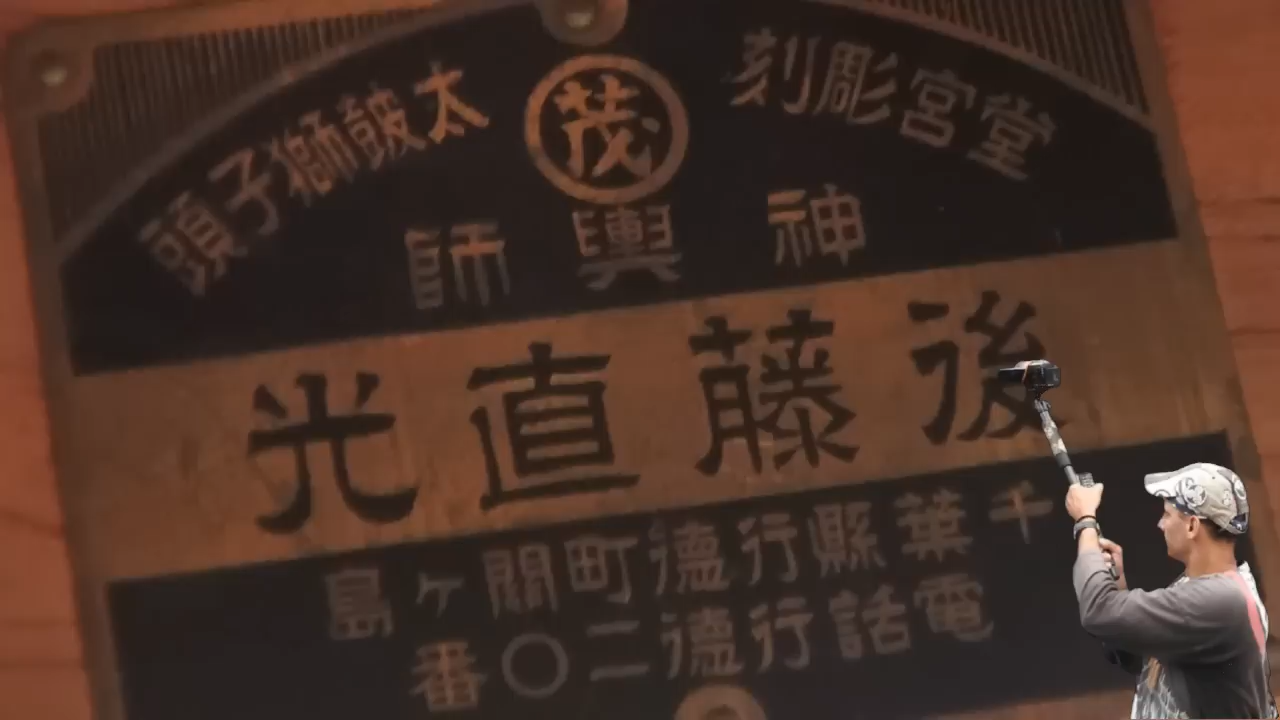 堂宮彫刻
茂
太皷獅子頭
神輿師
後藤直光
千葉縣行德町關ヶ島
電話行德二〇番